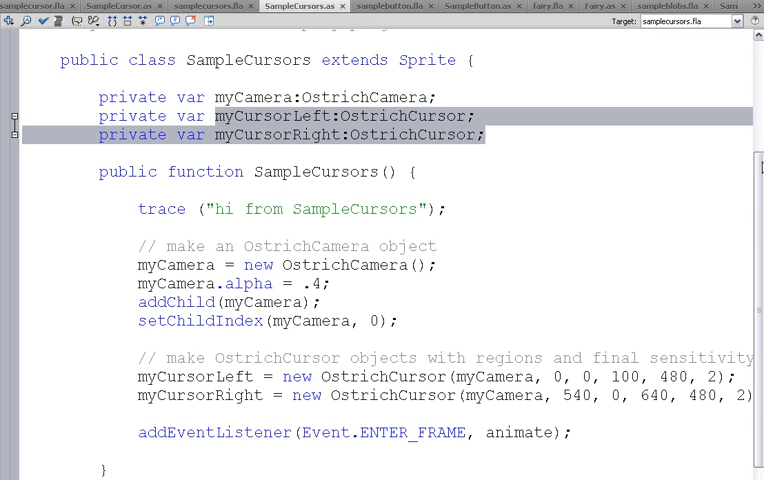 samplecursor.fla × SampleCursor.as × samplecursors.fla × SampleCursors.as × samplebutton.fla × SampleButton.as × fairy.fla × Fairy.as × sampleblobs.fla × Sam
Target: samplecursors.fla
public class SampleCursors extends Sprite {
private var myCamera:OstrichCamera;
private var myCursorLeft:OstrichCursor;
private var myCursorRight:OstrichCursor;
public function SampleCursors() {
trace ("hi from SampleCursors");
// make an OstrichCamera object
myCamera = new OstrichCamera();
myCamera.alpha = .4;
addChild(myCamera);
setChildIndex(myCamera, 0);
// make OstrichCursor objects with regions and final sensitivity
myCursorLeft = new OstrichCursor(myCamera, 0, 0, 100, 480, 2);
myCursorRight = new OstrichCursor(myCamera, 540, 0, 640, 480, 2)
addEventListener(Event.ENTER_FRAME, animate);
}